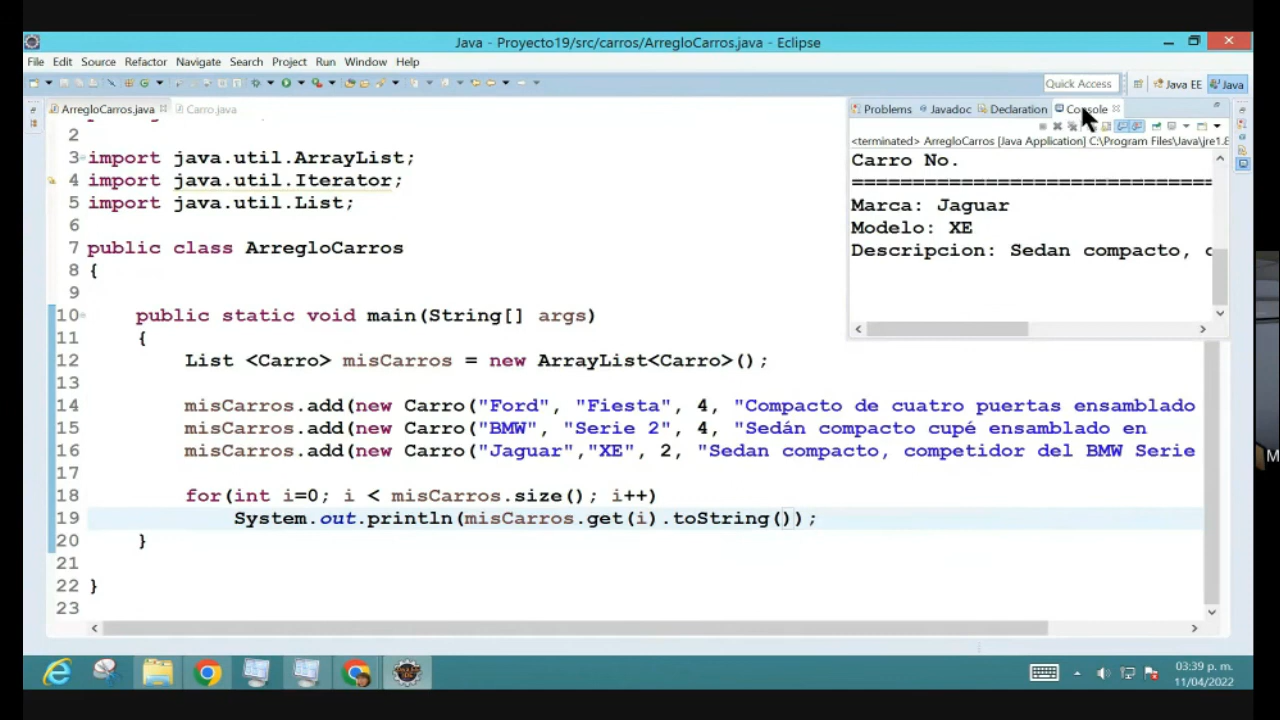 Java - Proyecto19/src/carros/ArregloCarros.java - Eclipse
File Edit Source Refactor Navigate Search Project Run Window Help
Quick Access Java EE Java
ArregloCarros.java Carro.java
Problems Javadoc Declaration Console
<terminated> ArregloCarros [Java Application] C:\Program Files\Java\jre1.8
Carro No.
==============================
Marca: Jaguar
Modelo: XE
Descripcion: Sedan compacto, c
2
3 import java.util.ArrayList;
4 import java.util.Iterator;
5 import java.util.List;
6
7 public class ArregloCarros
8 {
9
10 public static void main(String[] args)
11 {
12 List <Carro> misCarros = new ArrayList<Carro>();
13
14 misCarros.add(new Carro("Ford", "Fiesta", 4, "Compacto de cuatro puertas ensamblado
15 misCarros.add(new Carro("BMW", "Serie 2", 4, "Sedán compacto cupé ensamblado en
16 misCarros.add(new Carro("Jaguar","XE", 2, "Sedan compacto, competidor del BMW Serie
17
18 for(int i=0; i < misCarros.size(); i++)
19 System.out.println(misCarros.get(i).toString());
20 }
21
22 }
23
03:39 p. m.
11/04/2022
M